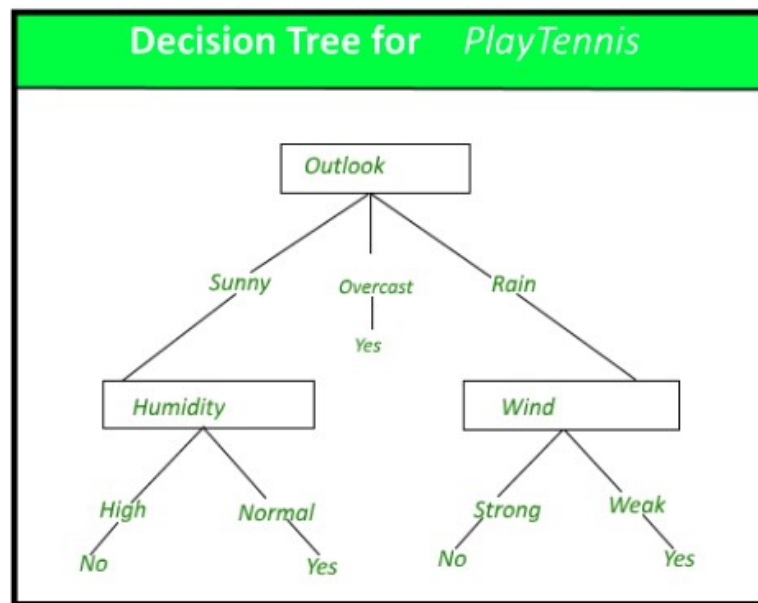 Decision Tree for PlayTennis
Outlook
Sunny Overcast Rain
Yes
Humidity Wind
High Normal Strong Weak
No Yes No Yes